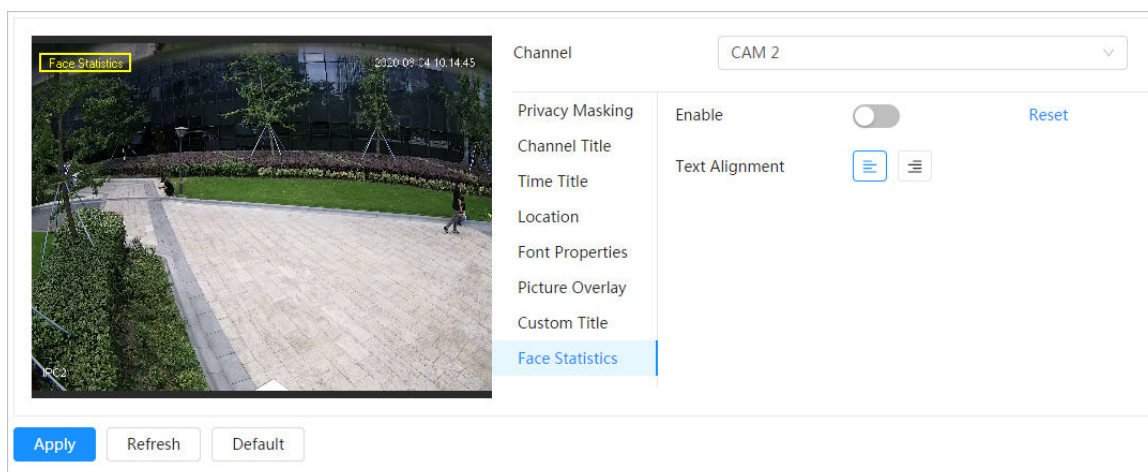 Face Statistics
2020 09 04 10:14:45
IPC2
Channel
CAM 2
Privacy Masking
Channel Title
Time Title
Location
Font Properties
Picture Overlay
Custom Title
Face Statistics
Enable
Reset
Text Alignment
Apply
Refresh
Default